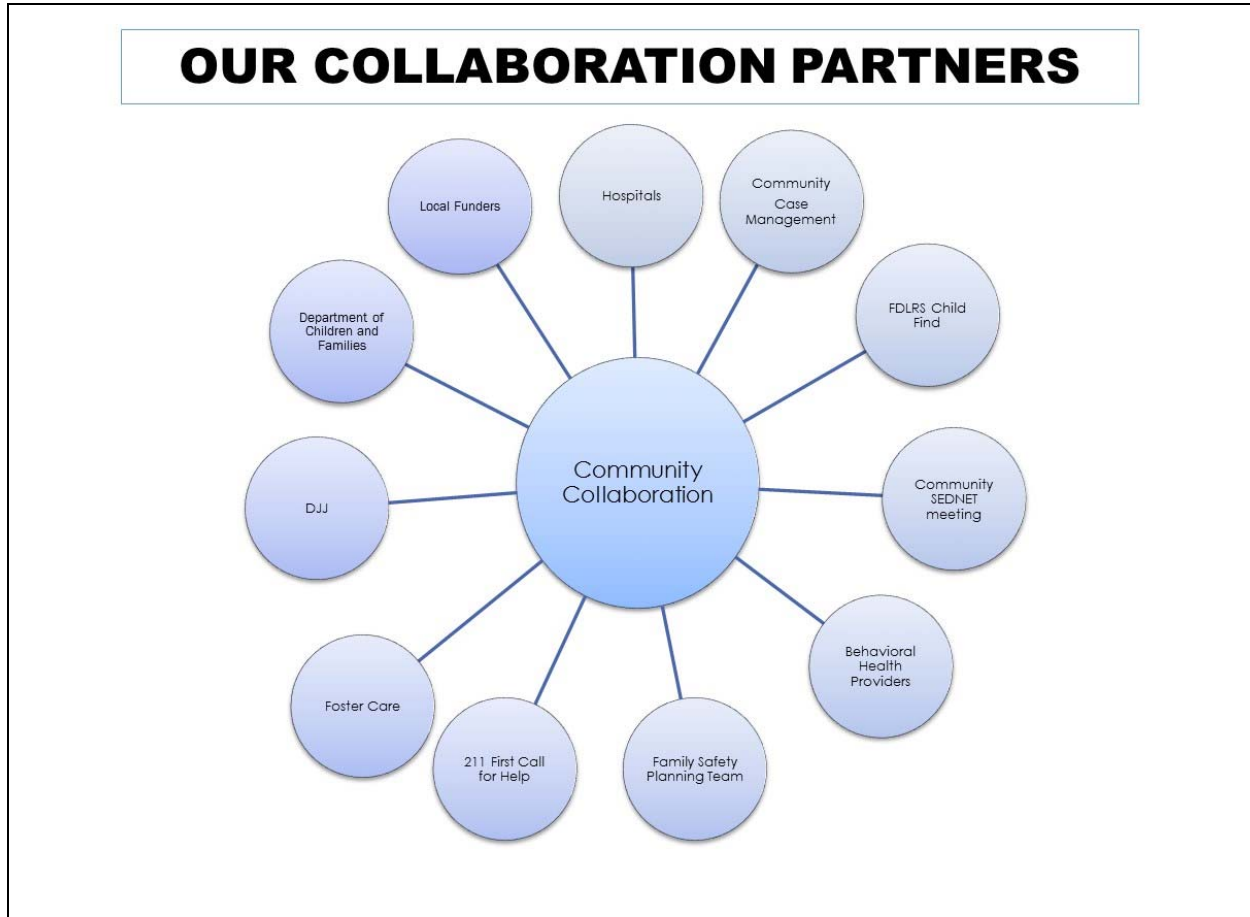 OUR COLLABORATION PARTNERS
Local Funders
Hospitals
Community
Case
Management
FDLRS Child
Find
Department of
Children and
Families
Community
Collaboration
Community
SEDNET
meeting
DJJ
Behavioral
Health
Providers
Foster Care
211 First Call
for Help
Family Safety
Planning Team